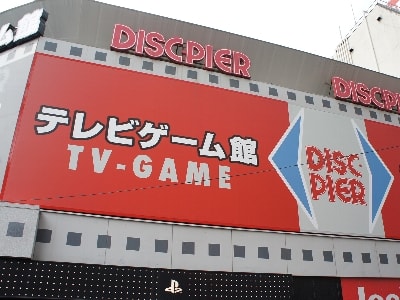 DISCPIER
DISCPIER
テレビゲーム館
TV-GAME
DISC
PIER